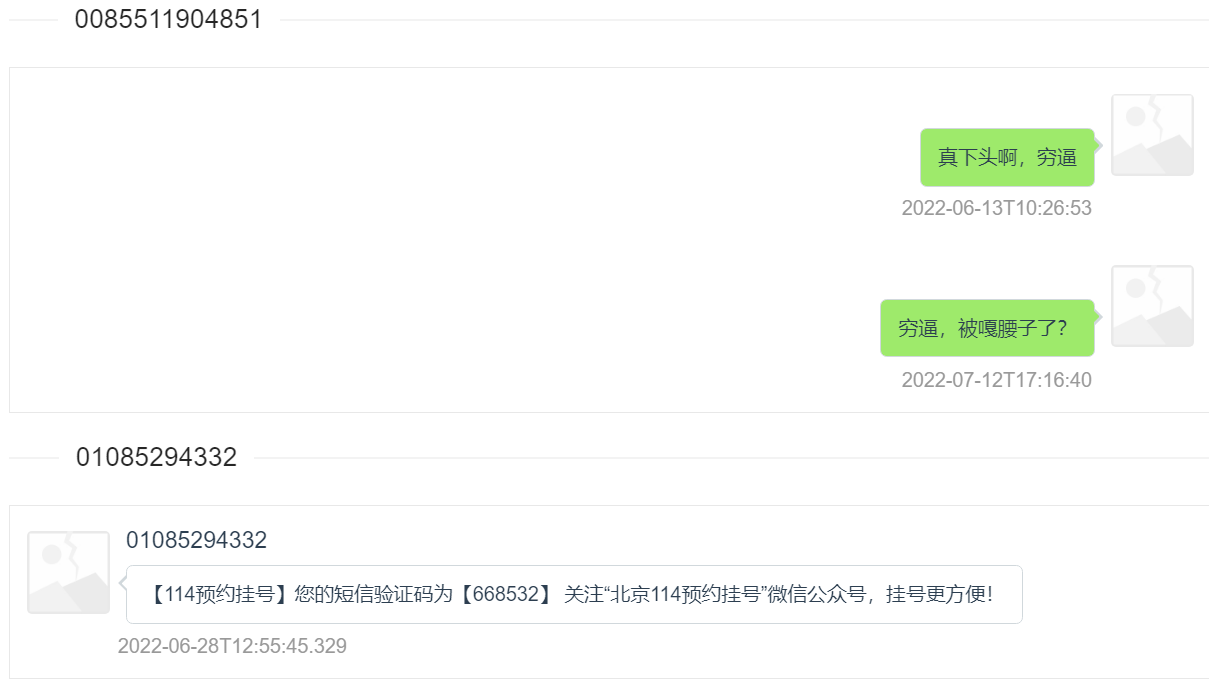 0085511904851
真下头啊，穷逼
2022-06-13T10:26:53
穷逼，被嘎腰子了？
2022-07-12T17:16:40
01085294332
01085294332
【114预约挂号】您的短信验证码为【668532】 关注“北京114预约挂号”微信公众号，挂号更方便！
2022-06-28T12:55:45.329